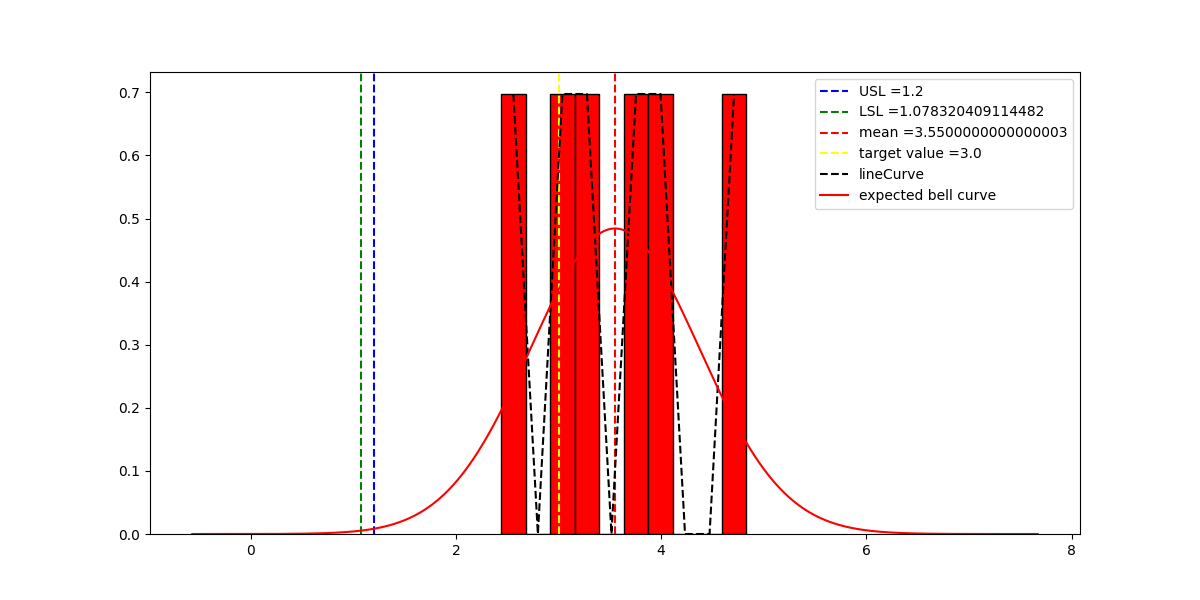 0.7
0.6
0.5
0.4
0.3
0.2
0.1
0.0
0 2 4 6 8
USL =1.2
LSL =1.078320409114482
mean =3.5500000000000003
target value =3.0
lineCurve
expected bell curve